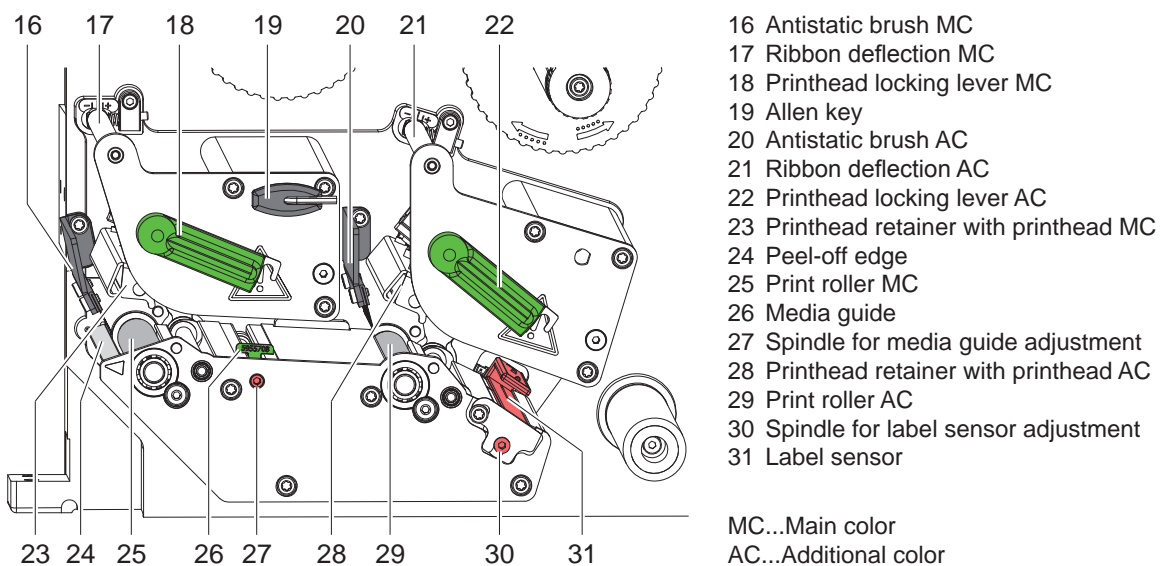 16 17 18 19 20 21 22
23 24 25 26 27 28 29 30 31
16 Antistatic brush MC
17 Ribbon deflection MC
18 Printhead locking lever MC
19 Allen key
20 Antistatic brush AC
21 Ribbon deflection AC
22 Printhead locking lever AC
23 Printhead retainer with printhead MC
24 Peel-off edge
25 Print roller MC
26 Media guide
27 Spindle for media guide adjustment
28 Printhead retainer with printhead AC
29 Print roller AC
30 Spindle for label sensor adjustment
31 Label sensor
MC...Main color
AC...Additional color